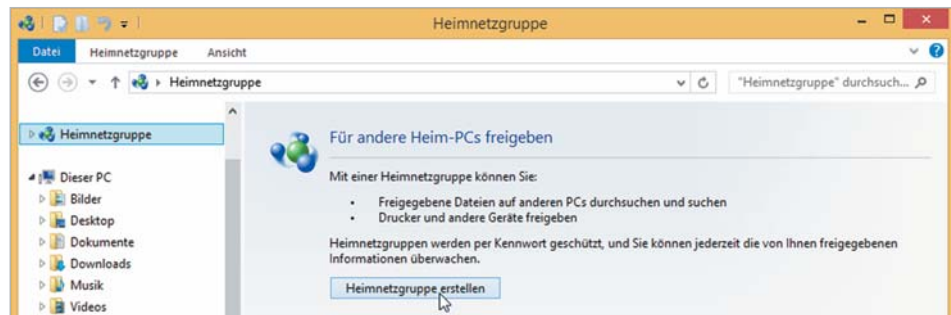 Heimnetzgruppe
Datei Heimnetzgruppe Ansicht
Heimnetzgruppe "Heimnetzgruppe" durchsuch...
Heimnetzgruppe
Dieser PC
Bilder
Desktop
Dokumente
Downloads
Musik
Videos
Für andere Heim-PCs freigeben
Mit einer Heimnetzgruppe können Sie:
• Freigegebene Dateien auf anderen PCs durchsuchen und suchen
• Drucker und andere Geräte freigeben
Heimnetzgruppen werden per Kennwort geschützt, und Sie können jederzeit die von Ihnen freigegebenen
Informationen überwachen.
Heimnetzgruppe erstellen